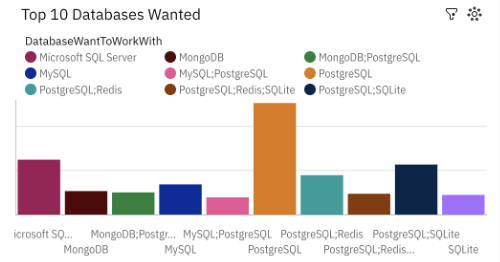 Top 10 Databases Wanted
DatabaseWantToWorkWith
Microsoft SQL Server MongoDB MongoDB;PostgreSQL
MySQL MySQL;PostgreSQL PostgreSQL
PostgreSQL;Redis PostgreSQL;Redis;SQLite PostgreSQL;SQLite
icrosoft SQ... MongoDB;Postgr... MySQL;PostgreSQL PostgreSQL;Redis PostgreSQL;SQLite
MongoDB MySQL PostgreSQL PostgreSQL;Redis... SQLite